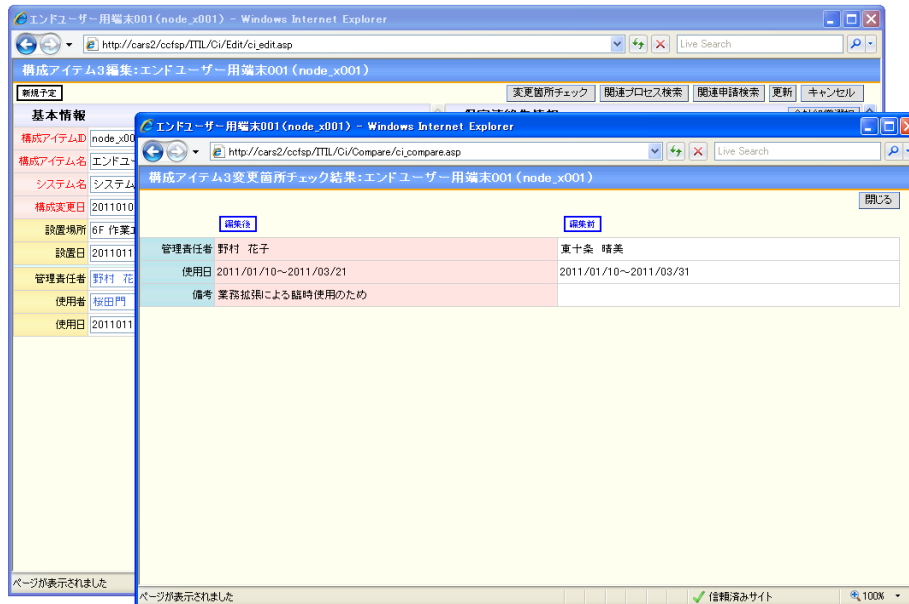 エンドユーザー用端末001(node_x001) - Windows Internet Explorer
http://cars2/ccfsp/ITIL/Ci/Edit/ci_edit.asp
Live Search
構成アイテム3編集:エンドユーザー用端末001(node_x001)
新規予定
変更箇所チェック 関連プロセス検索 関連申請検索 更新 キャンセル
基本情報
構成アイテムID node_x00
構成アイテム名 エンドユー
システム名 システム
構成変更日 2011010
設置場所 6F 作業
設置日 2011011
管理責任者 野村 花
使用者 桜田門
使用日 2011011
ページが表示されました
エンドユーザー用端末001(node_x001) - Windows Internet Explorer
http://cars2/ccfsp/ITIL/Ci/Compare/ci_compare.asp
Live Search
構成アイテム3変更箇所チェック結果:エンドユーザー用端末001(node_x001)
閉じる
編集後 編集前
管理責任者 野村 花子 東十条 晴美
使用日 2011/01/10~2011/03/21 2011/01/10~2011/03/31
備考 業務拡張による臨時使用のため
ページが表示されました
信頼済みサイト
100%